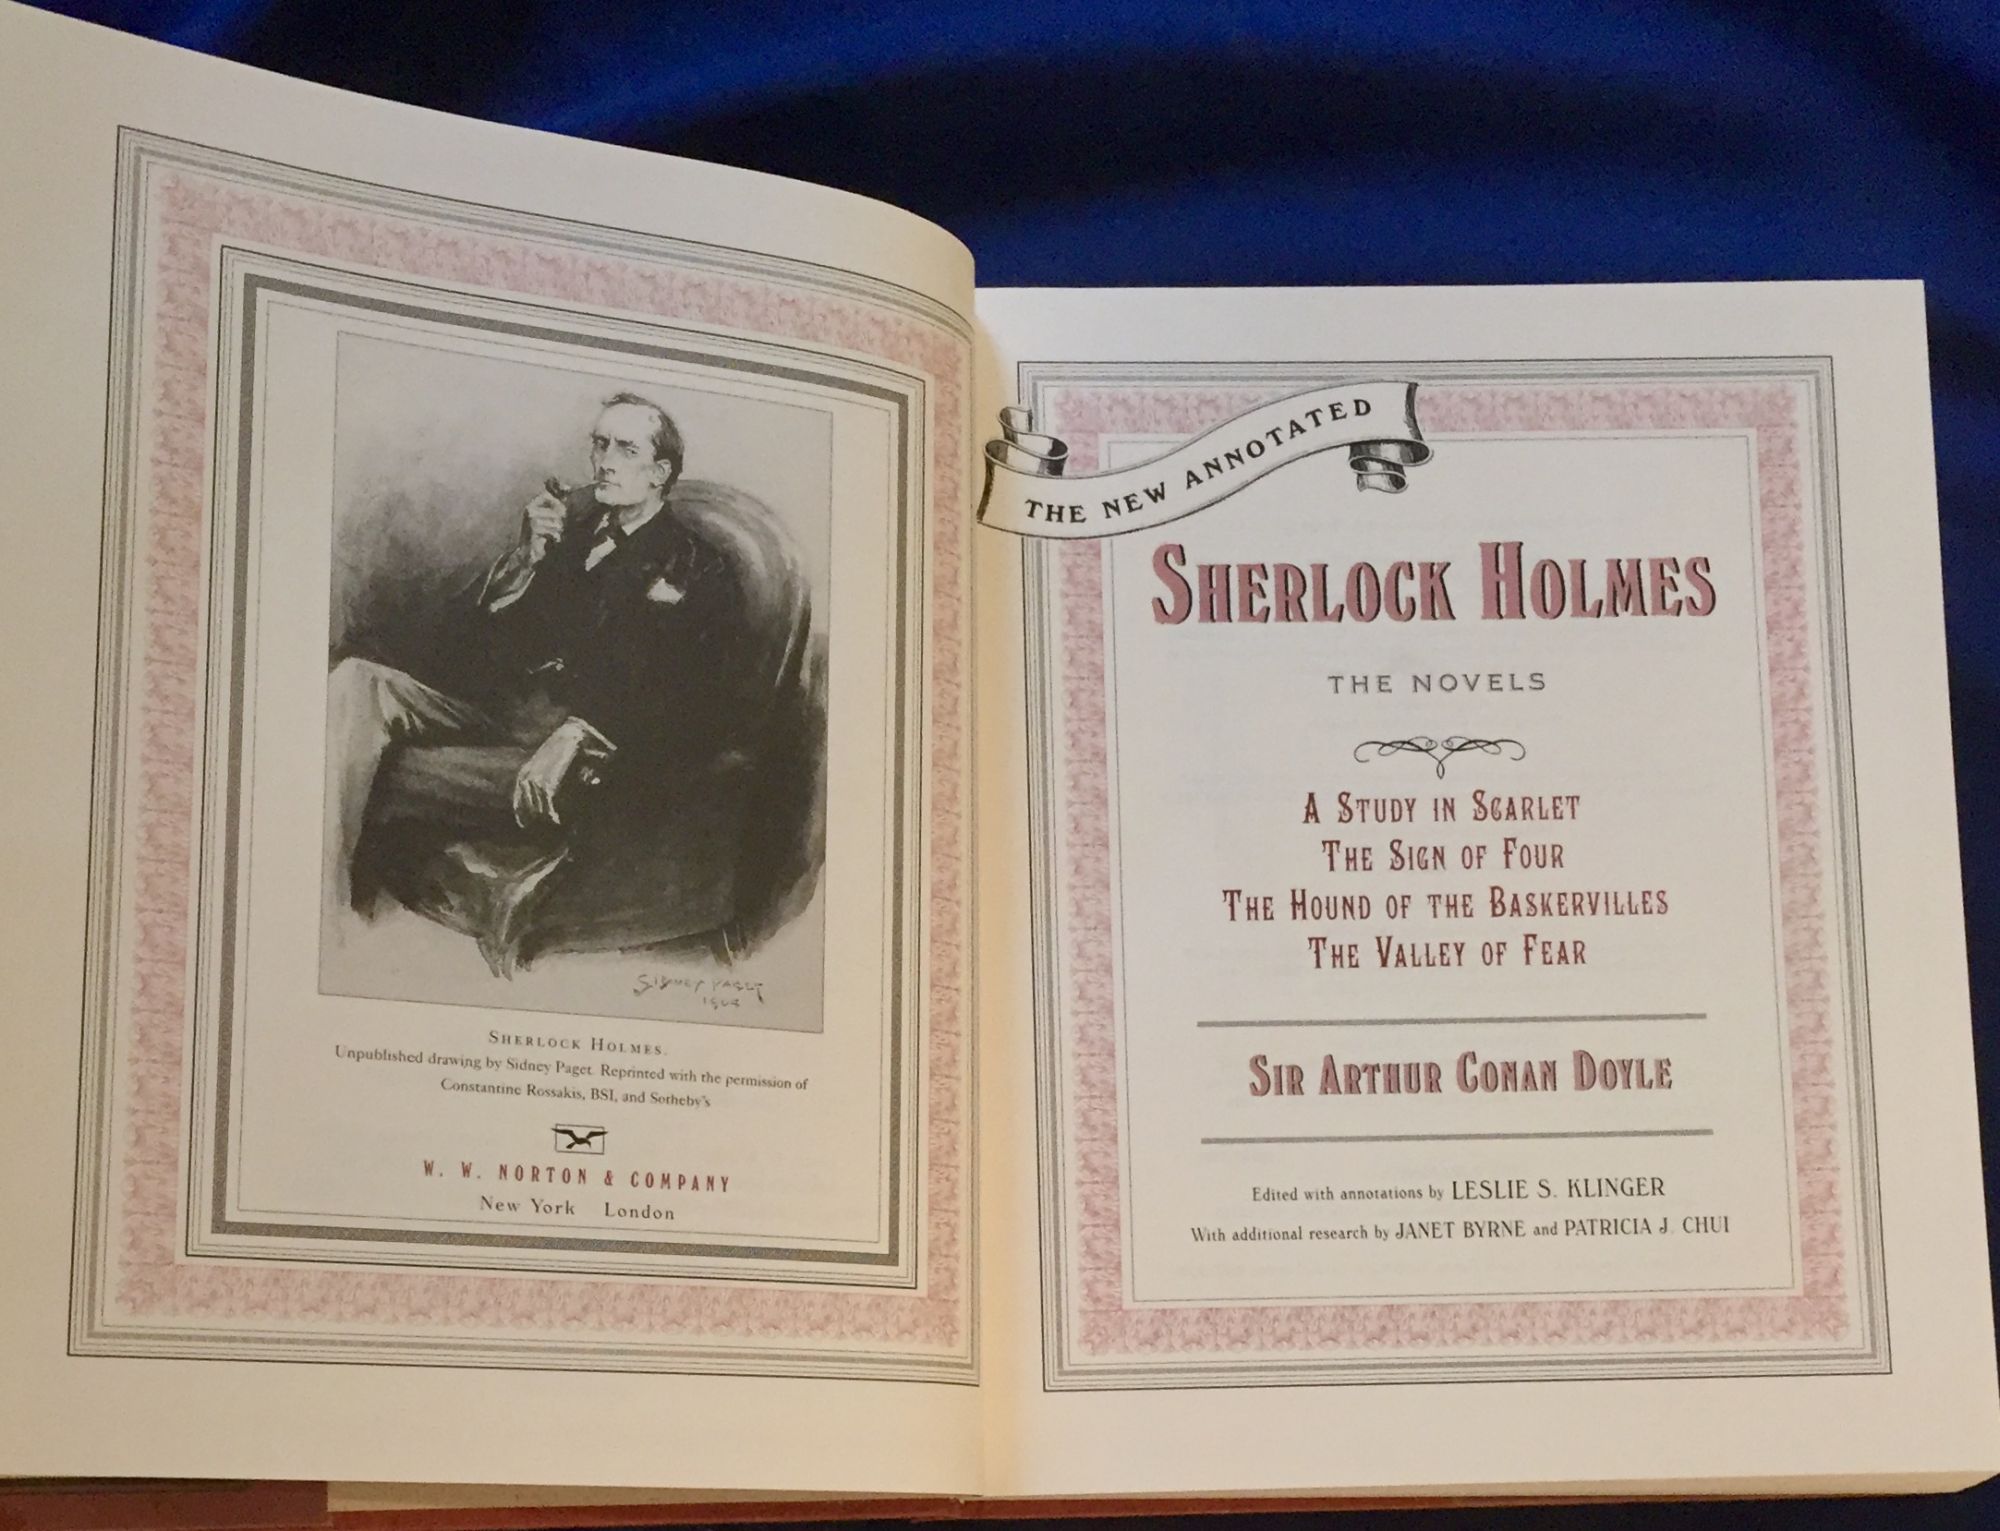 SIDNEY PAGET
1904
SHERLOCK HOLMES.
Unpublished drawing by Sidney Paget. Reprinted with the permission of
Constantine Rossakis, BSI, and Sotheby's
W. W. NORTON & COMPANY
New York London
THE NEW ANNOTATED
SHERLOCK HOLMES
THE NOVELS
A STUDY IN SCARLET
THE SIGN OF FOUR
THE HOUND OF THE BASKERVILLES
THE VALLEY OF FEAR
SIR ARTHUR CONAN DOYLE
Edited with annotations by LESLIE S. KLINGER
With additional research by JANET BYRNE and PATRICIA J. CHUI